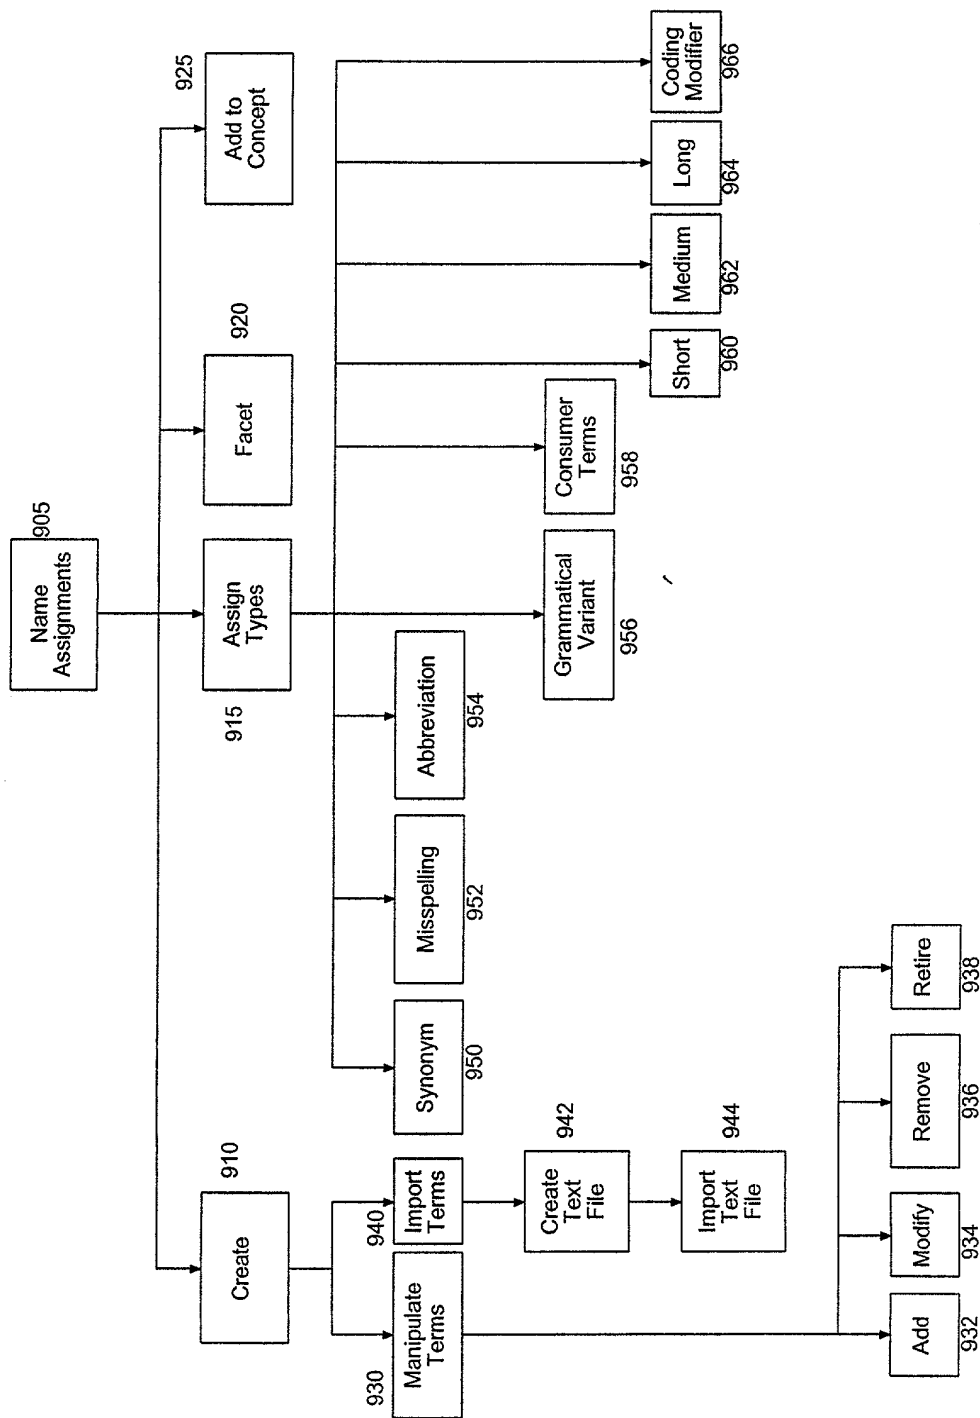 Name
Assignments
905
Create
910
Assign
Types
915
Facet
920
Add to
Concept
925
Manipulate
Terms
930
Import
Terms
940
Synonym
950
Misspelling
952
Abbreviation
954
Create
Text
File
942
Grammatical
Variant
956
Consumer
Terms
958
Import
Text
File
944
Short
960
Medium
962
Long
964
Coding
Modifier
966
Add
932
Modify
934
Remove
936
Retire
938